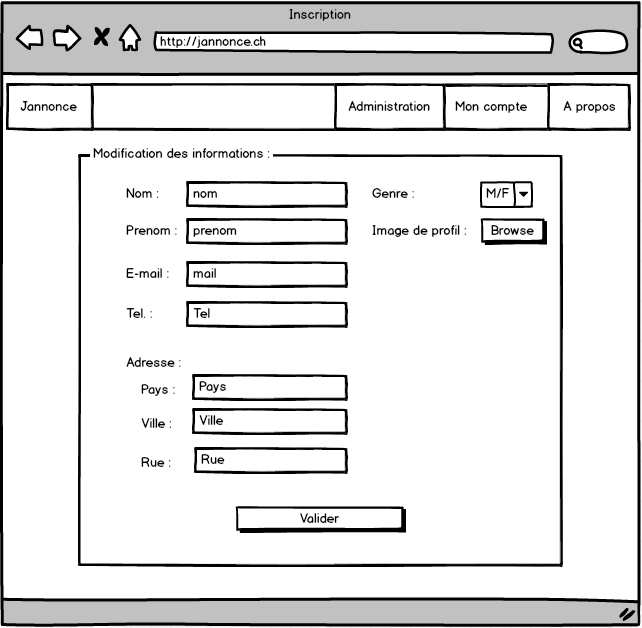 Inscription
http://jannonce.ch
Jannonce Administration Mon compte A propos
Modification des informations :
Nom : nom Genre : M/F
Prenom : prenom Image de profil : Browse
E-mail : mail
Tel. : Tel
Adresse :
Pays : Pays
Ville : Ville
Rue : Rue
Valider